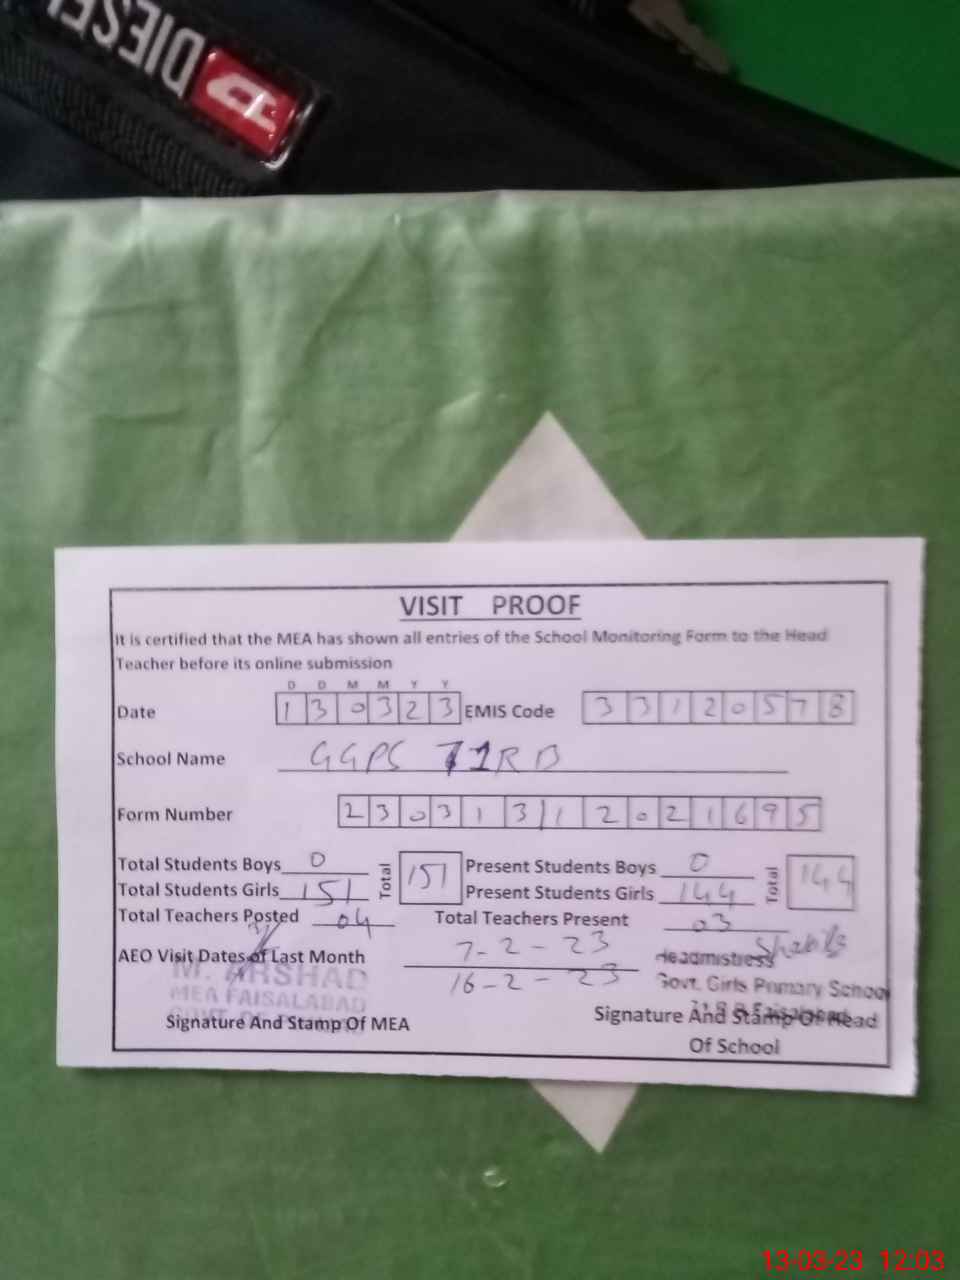 DIESEL
VISIT PROOF
It is certified that the MEA has shown all entries of the School Monitoring Form to the Head
Teacher before its online submission
D D M M Y Y
Date 1 3 0 3 2 3 EMIS Code 3 3 1 2 0 5 7 8
School Name GGPS 71RB
Form Number 2 3 0 3 1 3 1 1 2 0 2 1 6 9 5
Total Students Boys 0 Total 151 Present Students Boys 0 Total 144
Total Students Girls 151 Present Students Girls 144
Total Teachers Posted 04 Total Teachers Present 03
AEO Visit Dates of Last Month 7-2-23
16-2-23
Headmistress
M. ARSHAD
MEA FAISALABAD
Govt. Girls Primary School
71 R B Faisalabad
Signature And Stamp Of MEA
Signature And Stamp Of Head
Of School
13-03-23 12:03